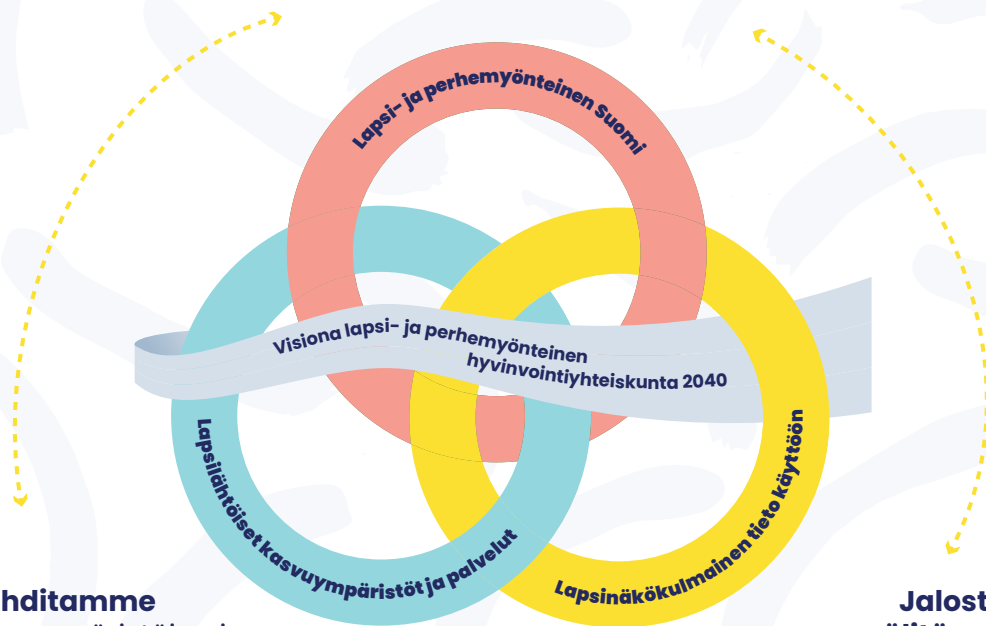 Lapsi- ja perhemyönteinen Suomi
Visiona lapsi- ja perhemyönteinen
hyvinvointiyhteiskunta 2040
Lapsilähtöiset kasvuympäristöt ja palvelut
Lapsinäkökulmainen tieto käyttöön
hditamme
Jalost